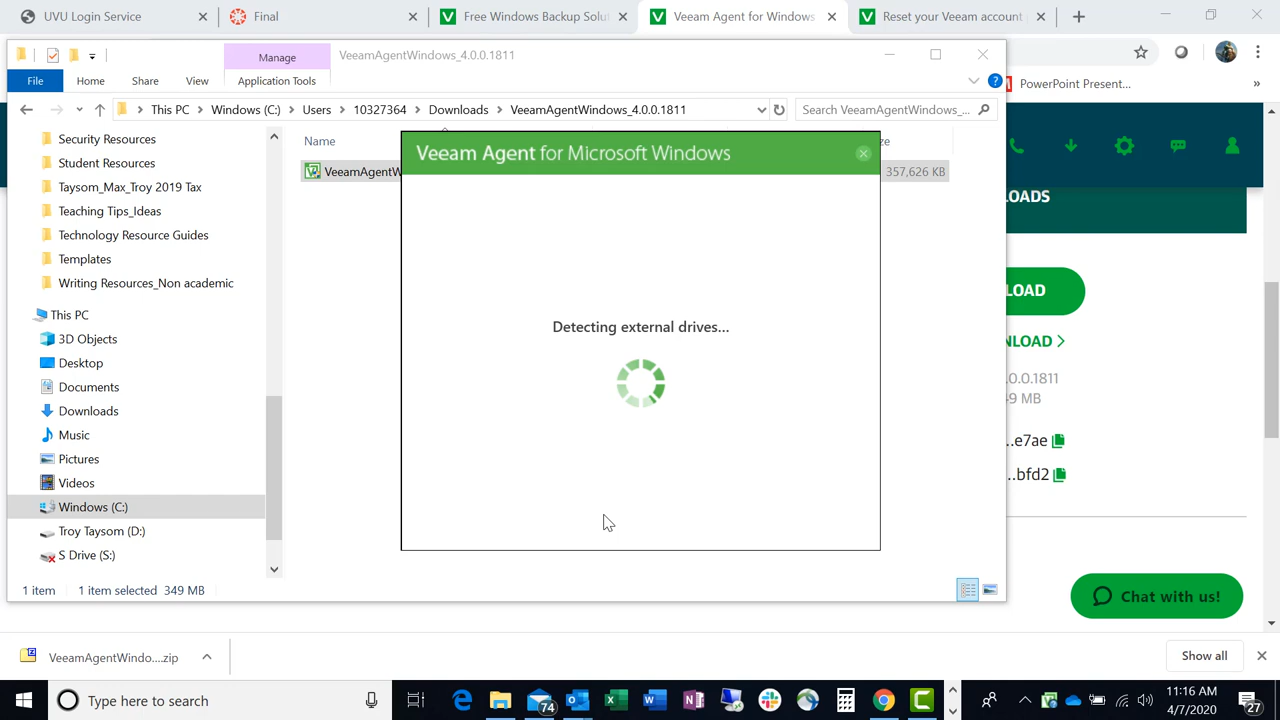 UVU Login Service
Final
Free Windows Backup Solu
Veeam Agent for Windows
Reset your Veeam account
Manage
VeeamAgentWindows_4.0.0.1811
File
Home
Share
View
Application Tools
PowerPoint Present...
»
This PC > Windows (C:) > Users > 10327364 > Downloads > VeeamAgentWindows_4.0.0.1811
Search VeeamAgentWindows_...
Security Resources
Student Resources
Taysom_Max_Troy 2019 Tax
Teaching Tips_Ideas
Technology Resource Guides
Templates
Writing Resources_Non academic
This PC
3D Objects
Desktop
Documents
Downloads
Music
Pictures
Videos
Windows (C:)
Troy Taysom (D:)
S Drive (S:)
Name
ze
VeeamAgentW
357,626 KB
Veeam Agent for Microsoft Windows
Detecting external drives...
LOADS
LOAD
NLOAD >
.0.0.1811
49 MB
..e7ae
..bfd2
Chat with us!
1 item
1 item selected 349 MB
VeeamAgentWindo....zip
Show all
Type here to search
74
11:16 AM
4/7/2020
27